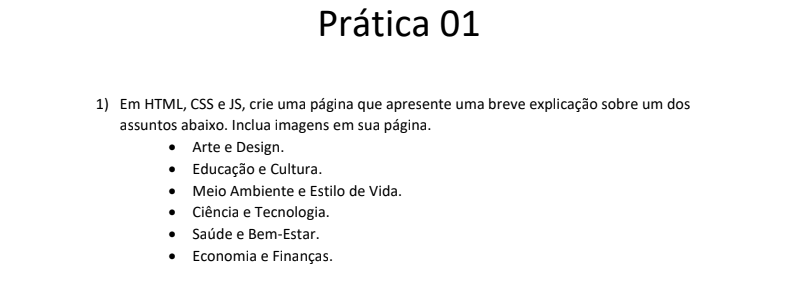 Prática 01
1) Em HTML, CSS e JS, crie uma página que apresente uma breve explicação sobre um dos
assuntos abaixo. Inclua imagens em sua página.
• Arte e Design.
• Educação e Cultura.
• Meio Ambiente e Estilo de Vida.
• Ciência e Tecnologia.
• Saúde e Bem-Estar.
• Economia e Finanças.